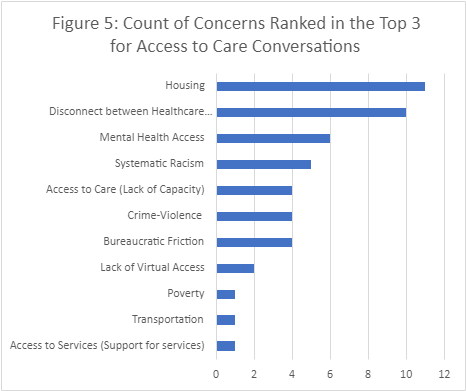 Figure 5: Count of Concerns Ranked in the Top 3
for Access to Care Conversations
Housing
Disconnect between Healthcare...
Mental Health Access
Systematic Racism
Access to Care (Lack of Capacity)
Crime-Violence
Bureaucratic Friction
Lack of Virtual Access
Poverty
Transportation
Access to Services (Support for services)
0 2 4 6 8 10 12